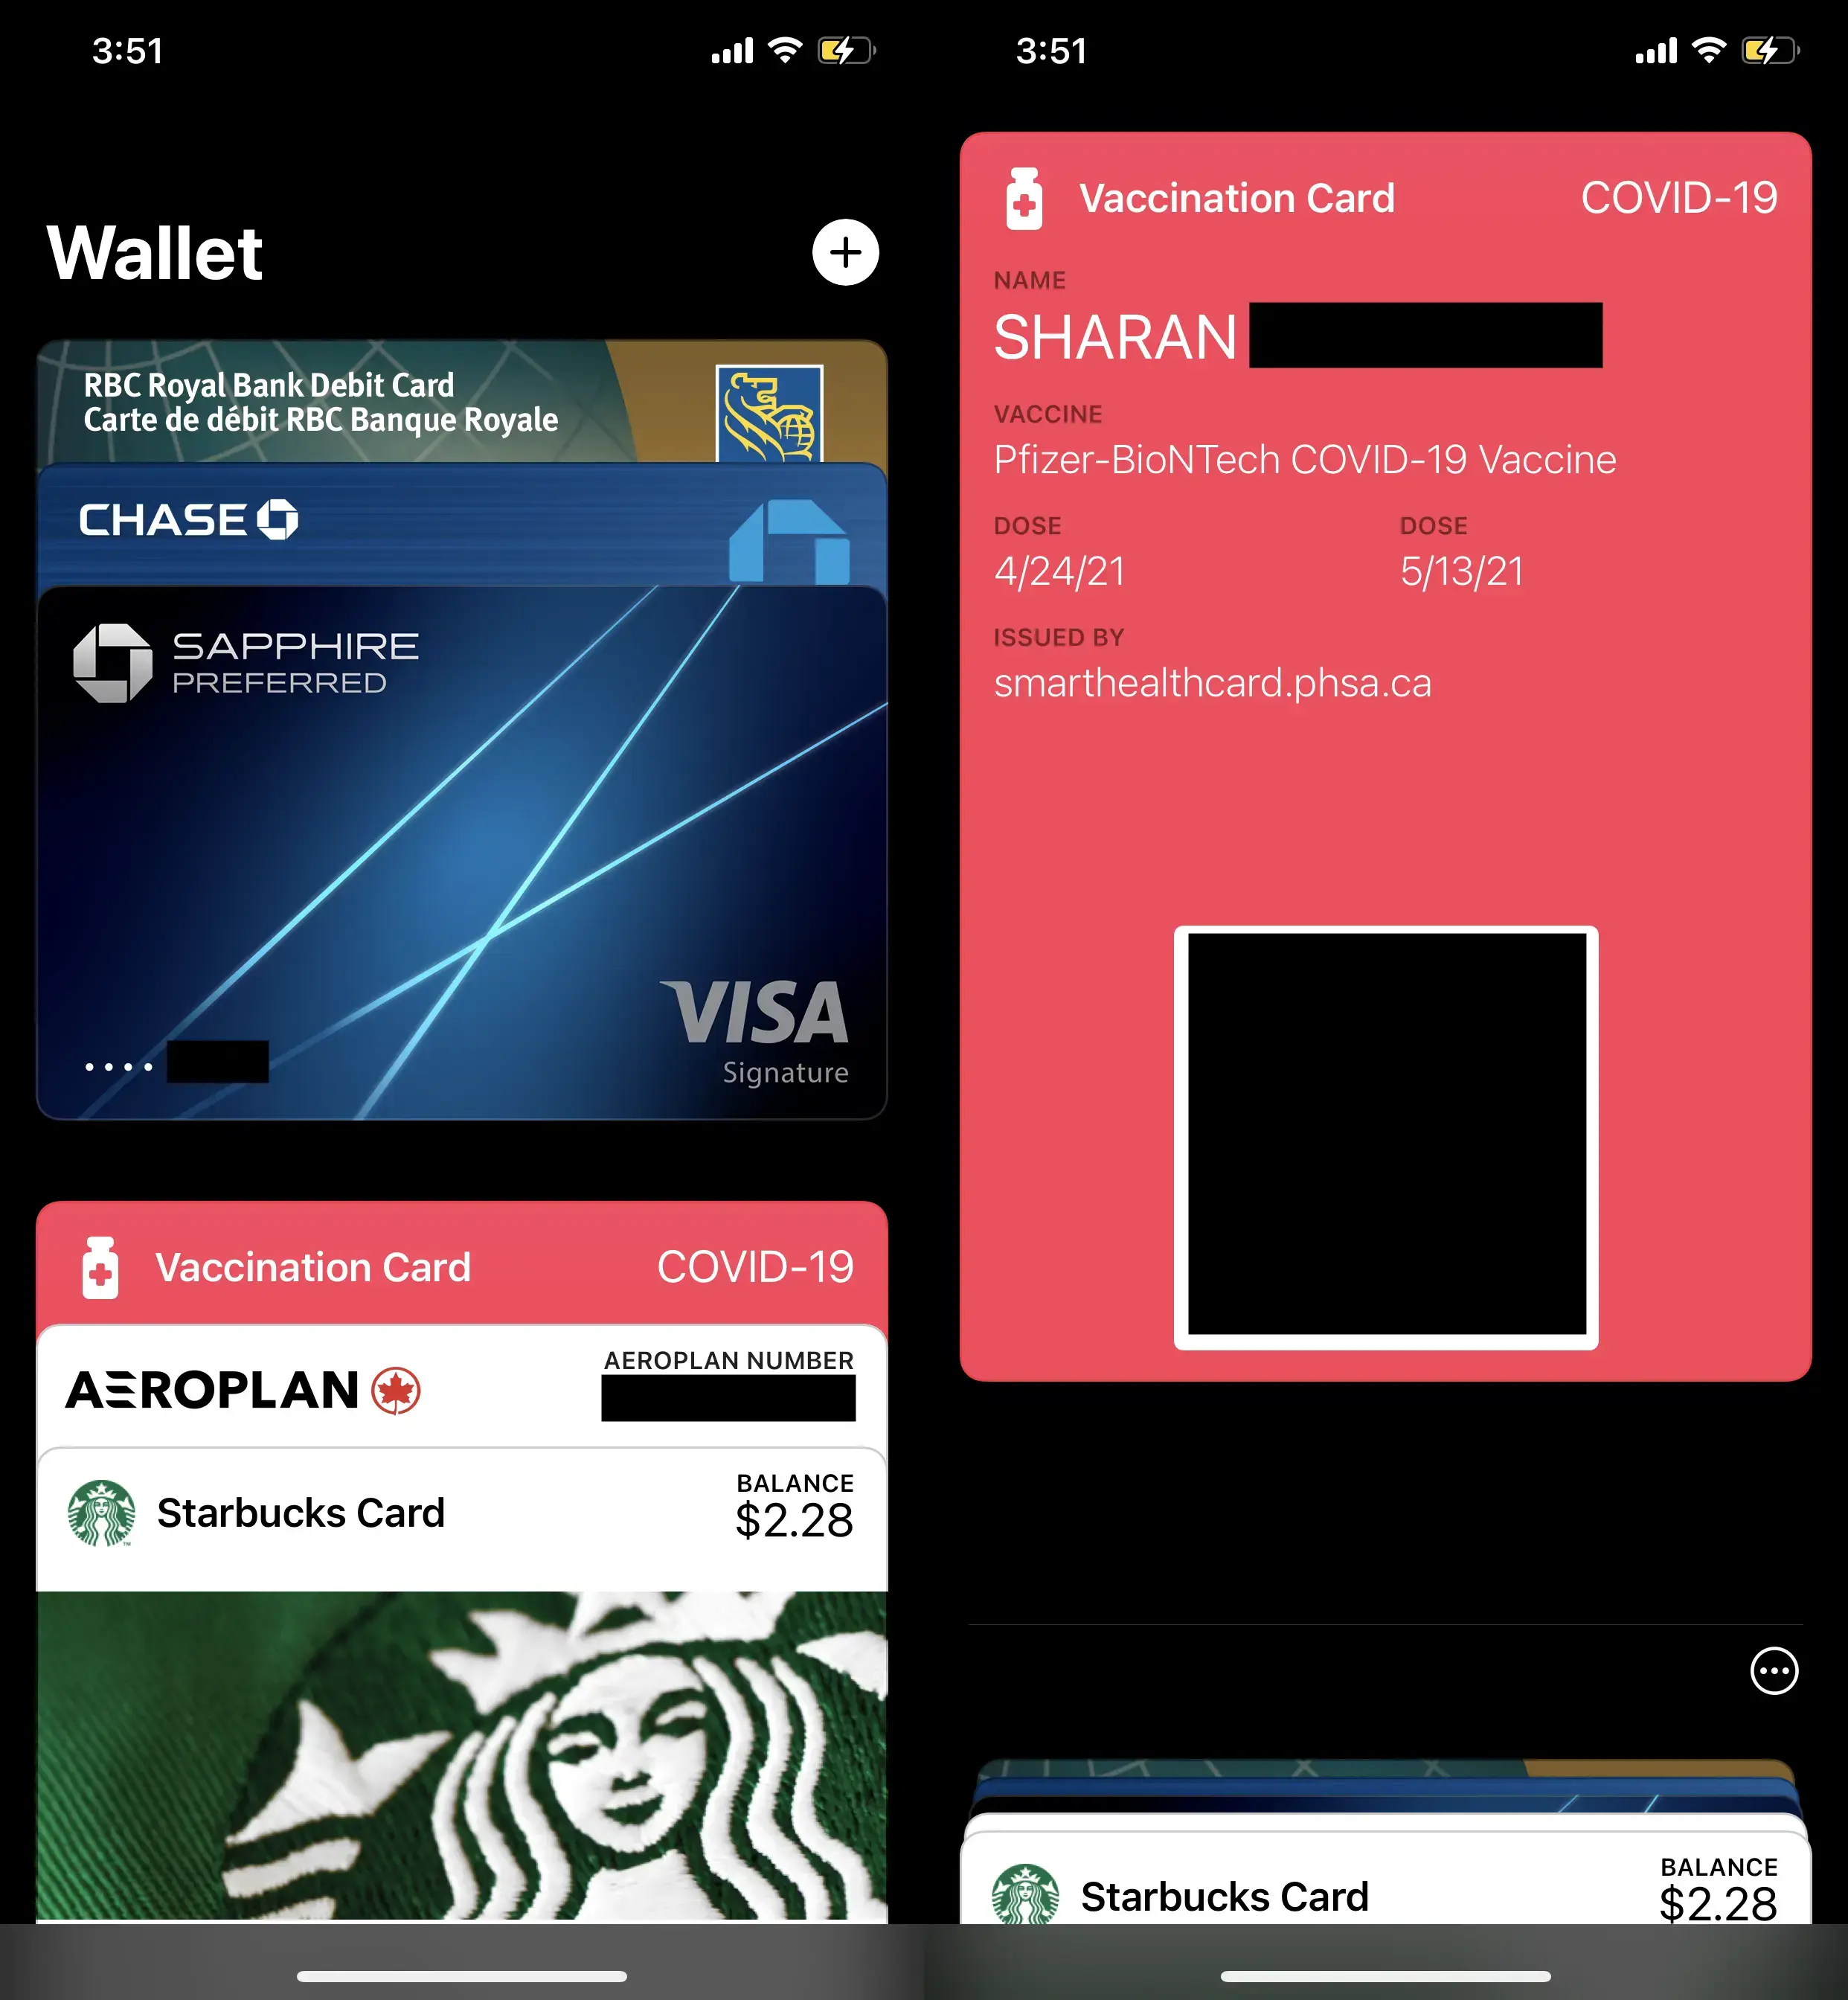 3:51
Wallet
RBC Royal Bank Debit Card
Carte de débit RBC Banque Royale
CHASE
SAPPHIRE
PREFERRED
VISA
Signature
Vaccination Card COVID-19
AEROPLAN
AEROPLAN NUMBER
Starbucks Card
BALANCE
$2.28
3:51
Vaccination Card COVID-19
NAME
SHARAN
VACCINE
Pfizer-BioNTech COVID-19 Vaccine
DOSE DOSE
4/24/21 5/13/21
ISSUED BY
smarthealthcard.phsa.ca
Starbucks Card
BALANCE
$2.28